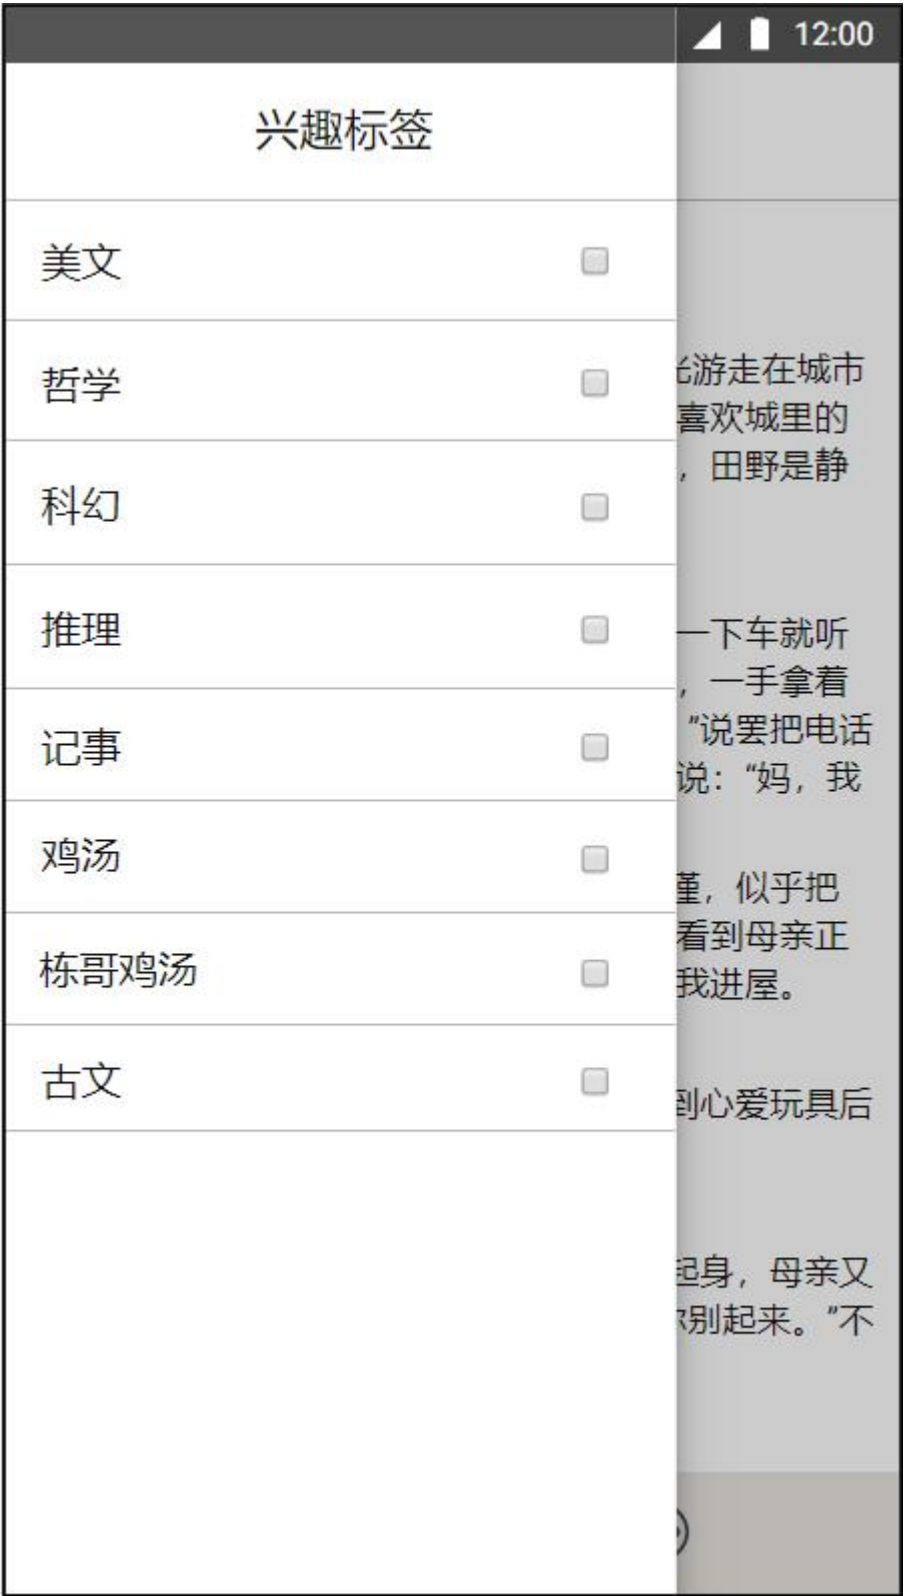 12:00
兴趣标签
美文
哲学
科幻
推理
记事
鸡汤
栋哥鸡汤
古文
游走在城市
喜欢城里的
，田野是静
一下车就听
，一手拿着
“说罢把电话
说：“妈，我
，似乎把
看到母亲正
我进屋。
到心爱玩具后
起身，母亲又
别起来。”不